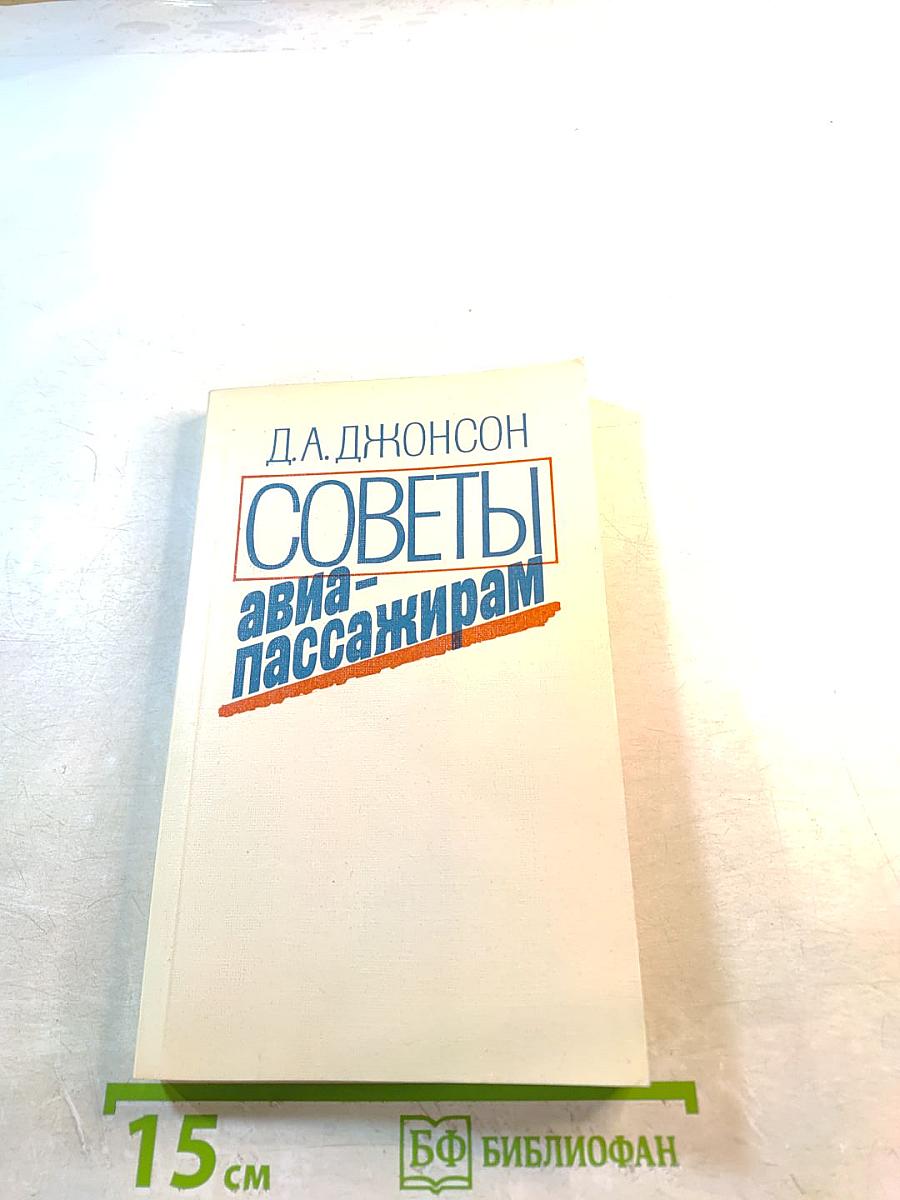 Д.А.ДЖОНСОН
СОВЕТЫ
авиа-
пассажирам
15 см
БФ БИБЛИОФАН